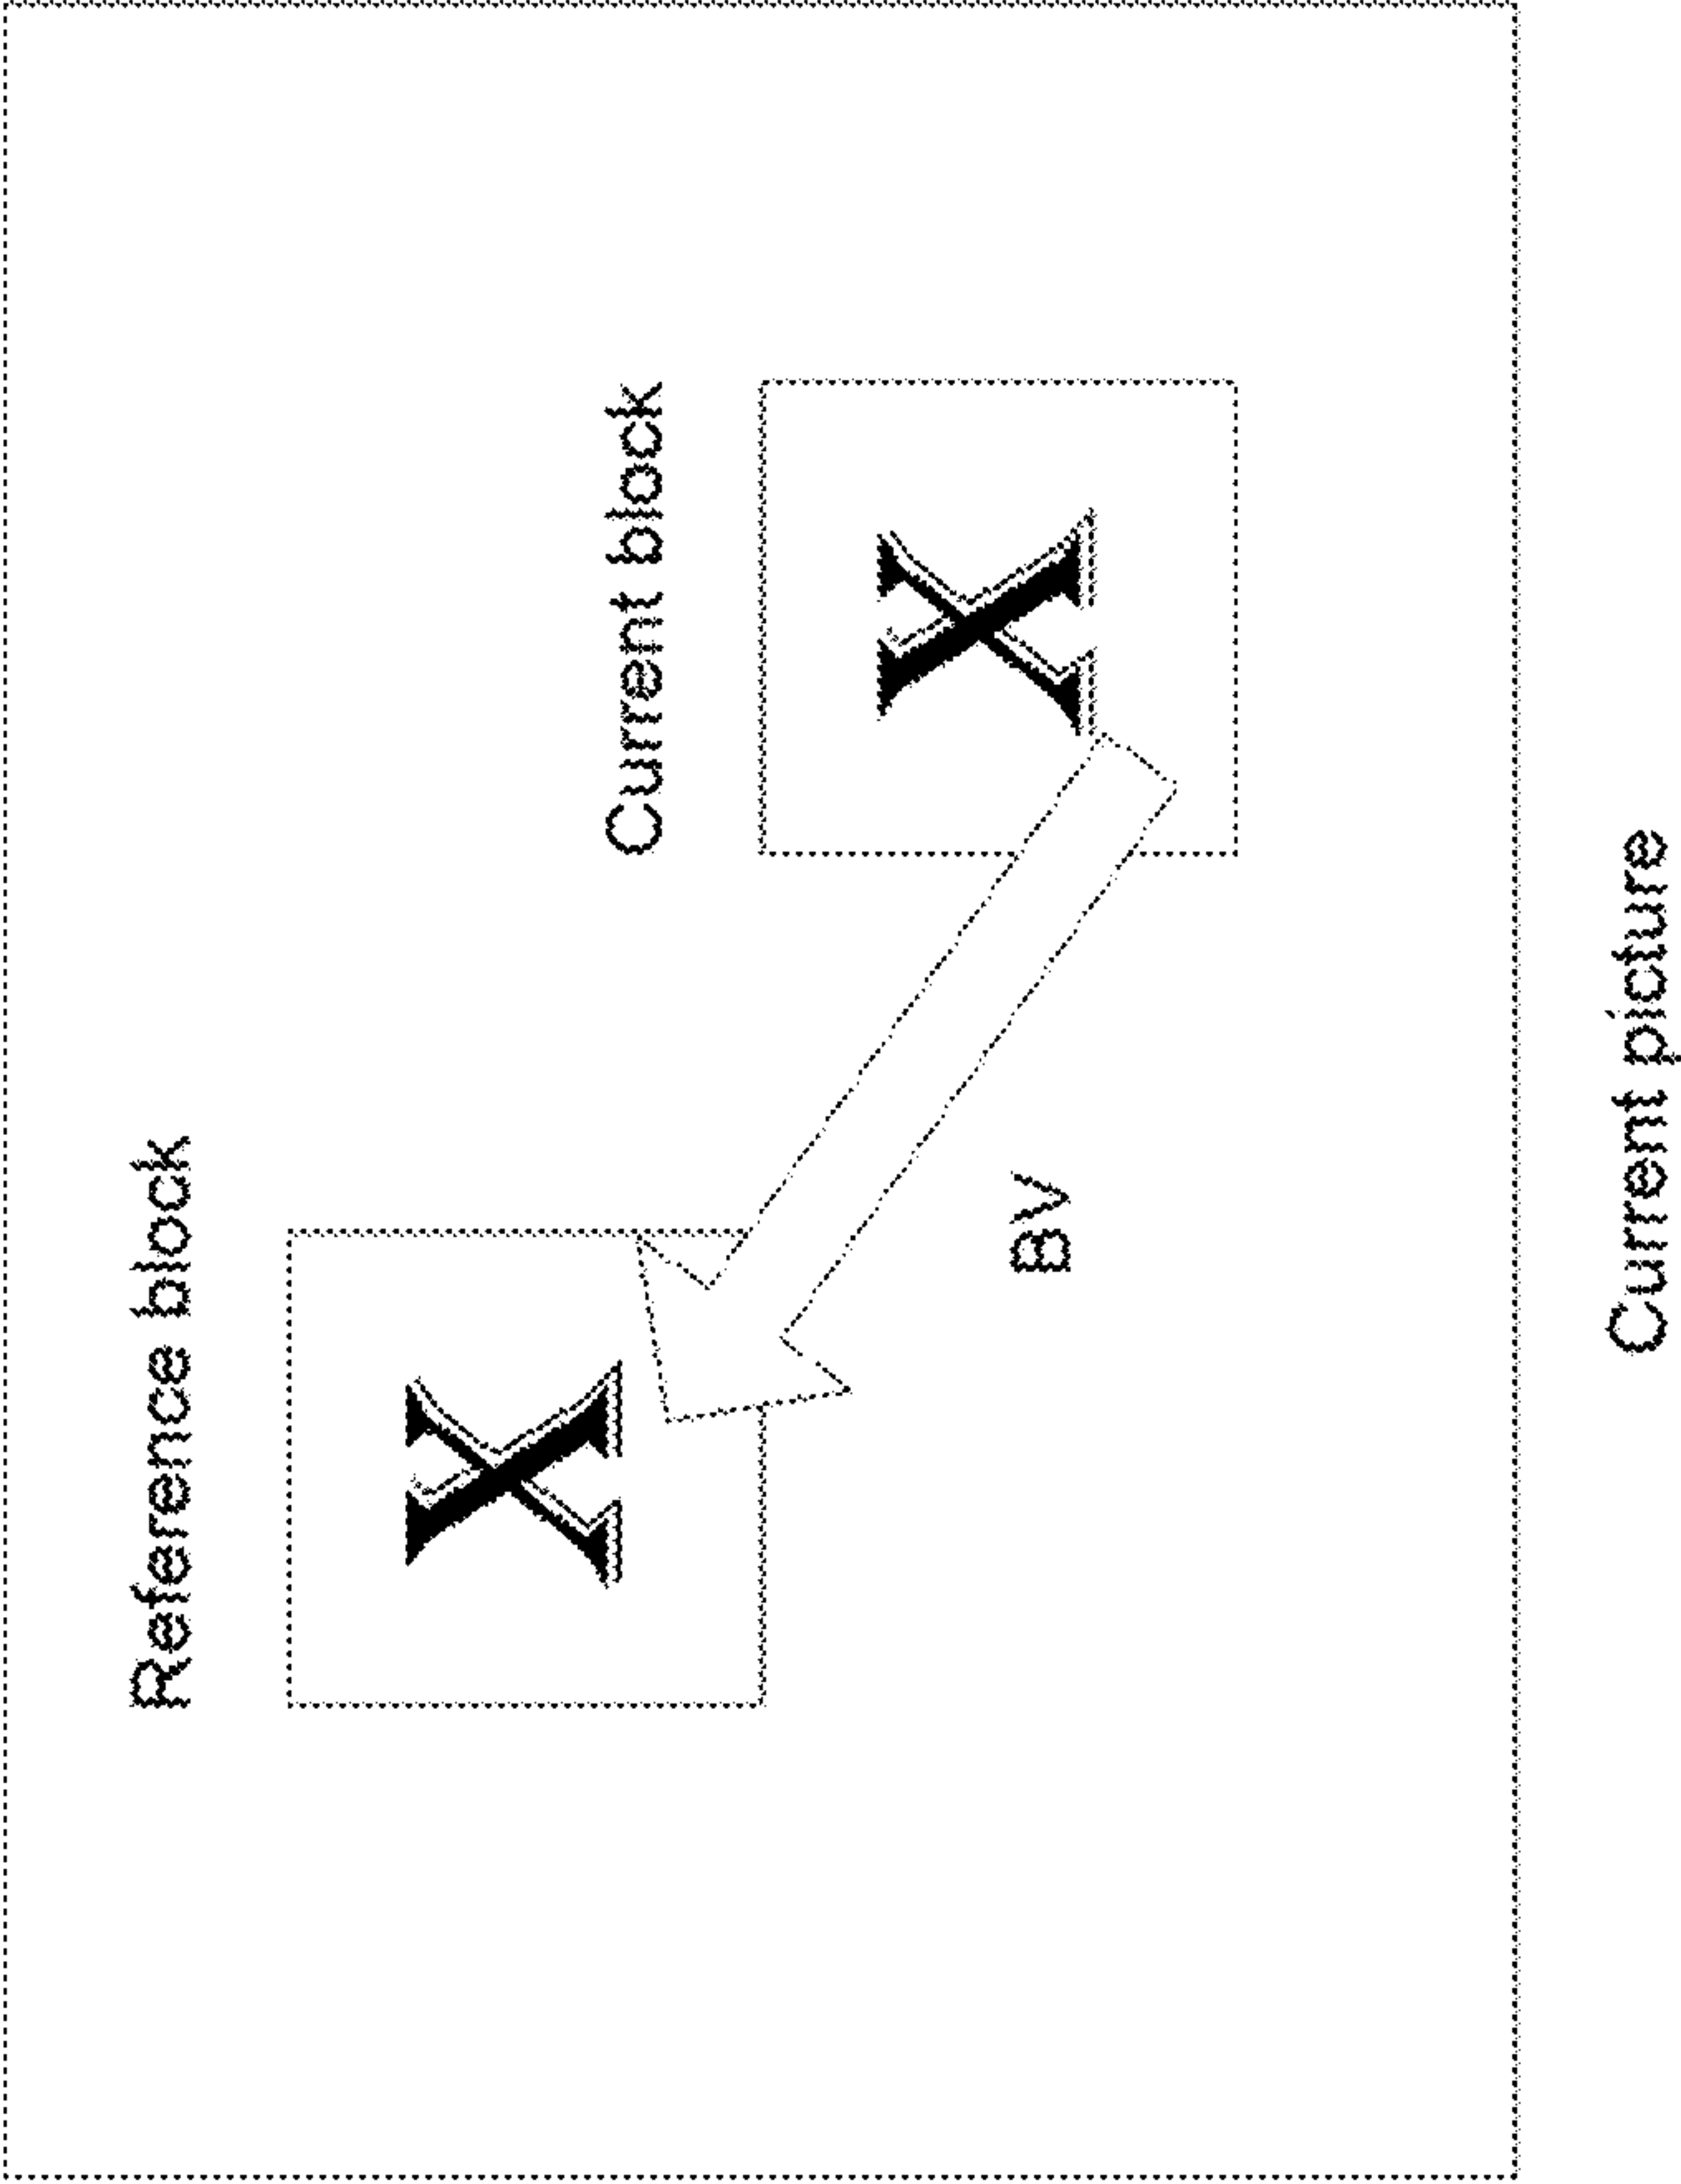 Reference block
X
Current block
X
BV
Current picture